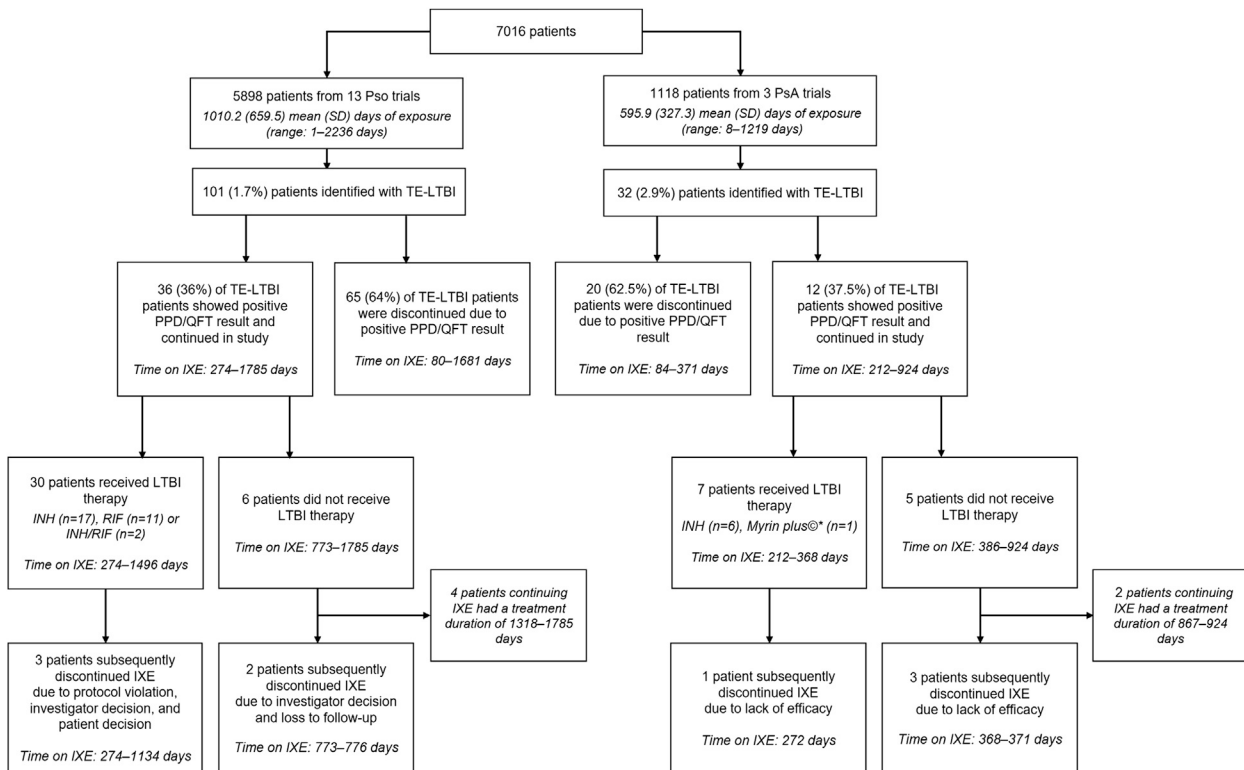 7016 patients
5898 patients from 13 Pso trials
1010.2 (659.5) mean (SD) days of exposure
(range: 1–2236 days)
1118 patients from 3 PsA trials
595.9 (327.3) mean (SD) days of exposure
(range: 8–1219 days)
101 (1.7%) patients identified with TE-LTBI
32 (2.9%) patients identified with TE-LTBI
36 (36%) of TE-LTBI
patients showed positive
PPD/QFT result and
continued in study
Time on IXE: 274–1785 days
65 (64%) of TE-LTBI patients
were discontinued due to
positive PPD/QFT result
Time on IXE: 80–1681 days
20 (62.5%) of TE-LTBI
patients were discontinued
due to positive PPD/QFT
result
Time on IXE: 84–371 days
12 (37.5%) of TE-LTBI
patients showed positive
PPD/QFT result and
continued in study
Time on IXE: 212–924 days
30 patients received LTBI
therapy
INH (n=17), RIF (n=11) or
INH/RIF (n=2)
Time on IXE: 274–1496 days
6 patients did not receive
LTBI therapy
Time on IXE: 773–1785 days
7 patients received LTBI
therapy
INH (n=6), Myrin plus©* (n=1)
Time on IXE: 212–368 days
5 patients did not receive
LTBI therapy
Time on IXE: 386–924 days
4 patients continuing
IXE had a treatment
duration of 1318–1785
days
2 patients continuing
IXE had a treatment
duration of 867–924
days
3 patients subsequently
discontinued IXE
due to protocol violation,
investigator decision, and
patient decision
Time on IXE: 274–1134 days
2 patients subsequently
discontinued IXE
due to investigator decision
and loss to follow-up
Time on IXE: 773–776 days
1 patient subsequently
discontinued IXE
due to lack of efficacy
Time on IXE: 272 days
3 patients subsequently
discontinued IXE
due to lack of efficacy
Time on IXE: 368–371 days